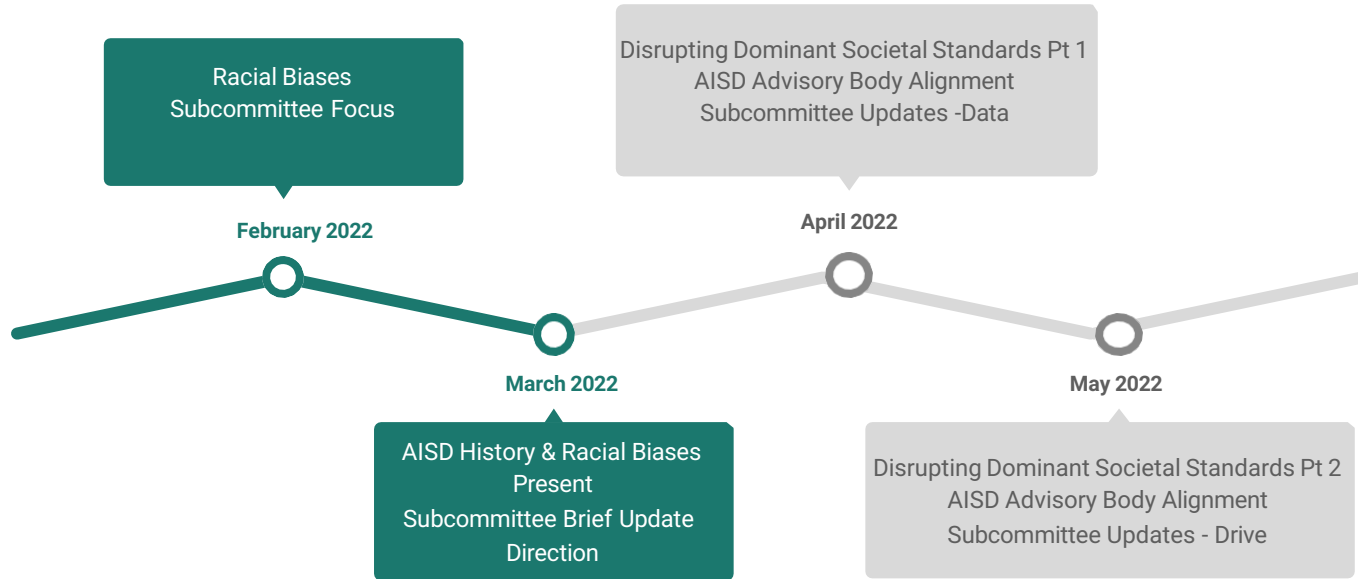 Racial Biases
Subcommittee Focus
February 2022
March 2022
AISD History & Racial Biases
Present
Subcommittee Brief Update
Direction
Disrupting Dominant Societal Standards Pt 1
AISD Advisory Body Alignment
Subcommittee Updates -Data
April 2022
May 2022
Disrupting Dominant Societal Standards Pt 2
AISD Advisory Body Alignment
Subcommittee Updates - Drive